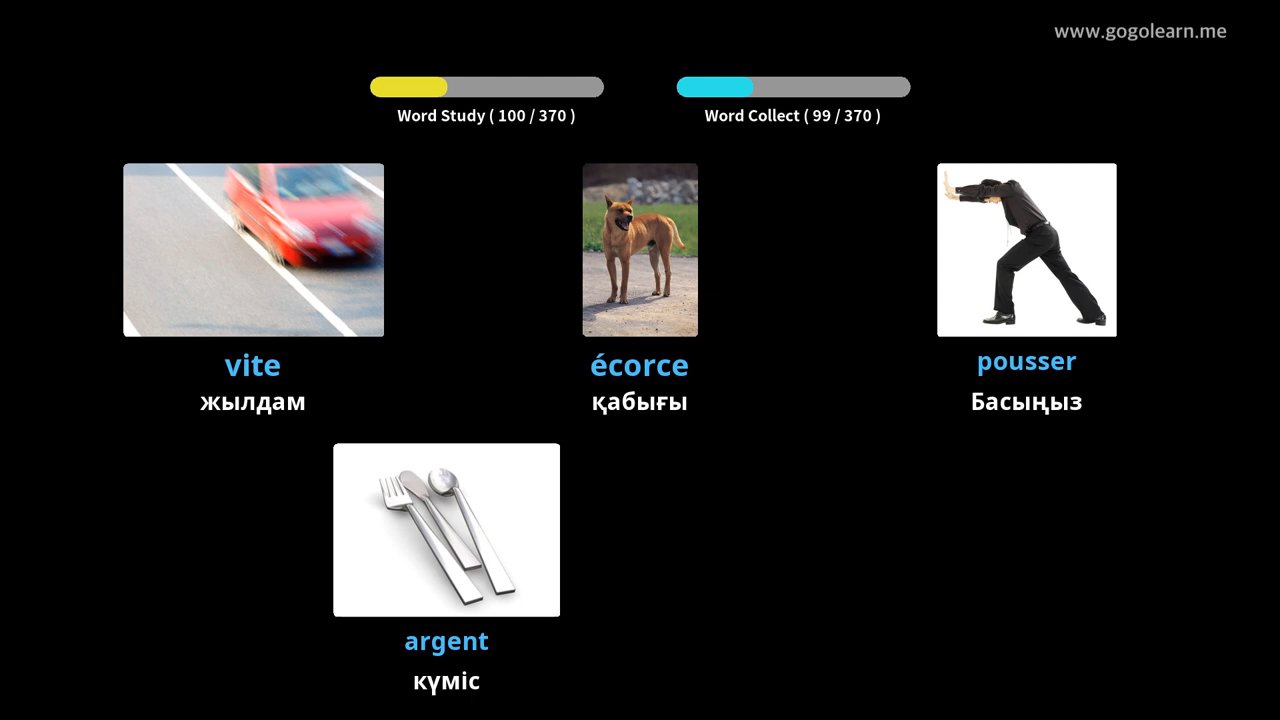 www.gogolearn.me
Word Study ( 100 / 370 )
Word Collect ( 99 / 370 )
vite
жылдам
écorce
қабығы
pousser
Басыңыз
argent
күміс